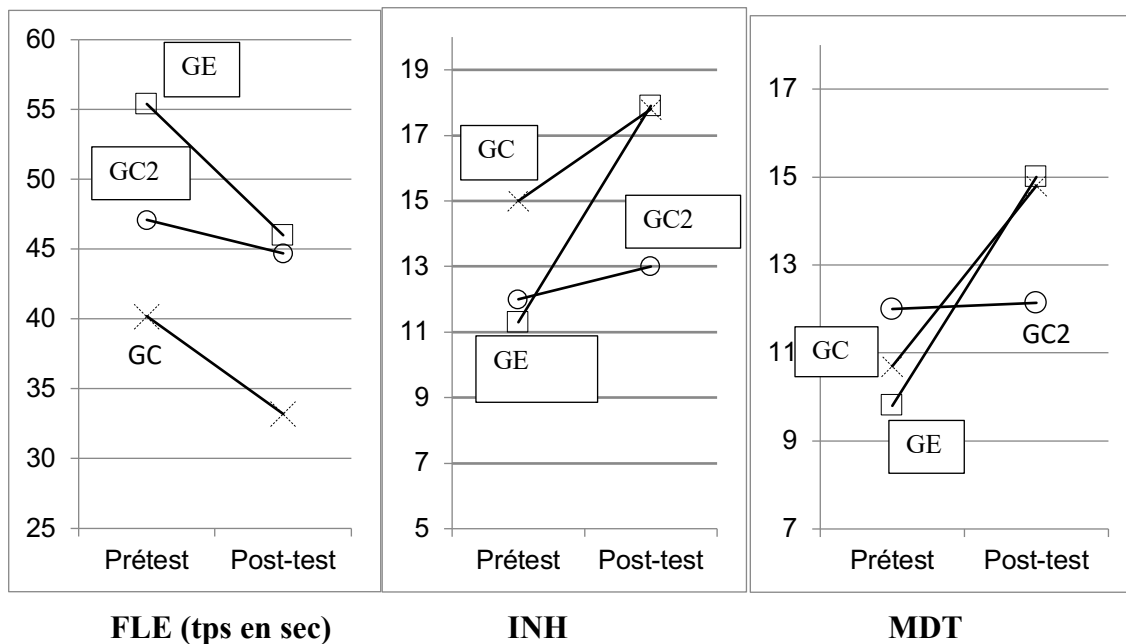 60
55
50
45
40
35
30
25
GE
GC2
GC
Prétest Post-test
19
17
15
13
11
9
7
5
GC
GC2
GE
Prétest Post-test
17
15
13
11
9
7
GC
GC2
GE
Prétest Post-test
FLE (tps en sec) INH MDT